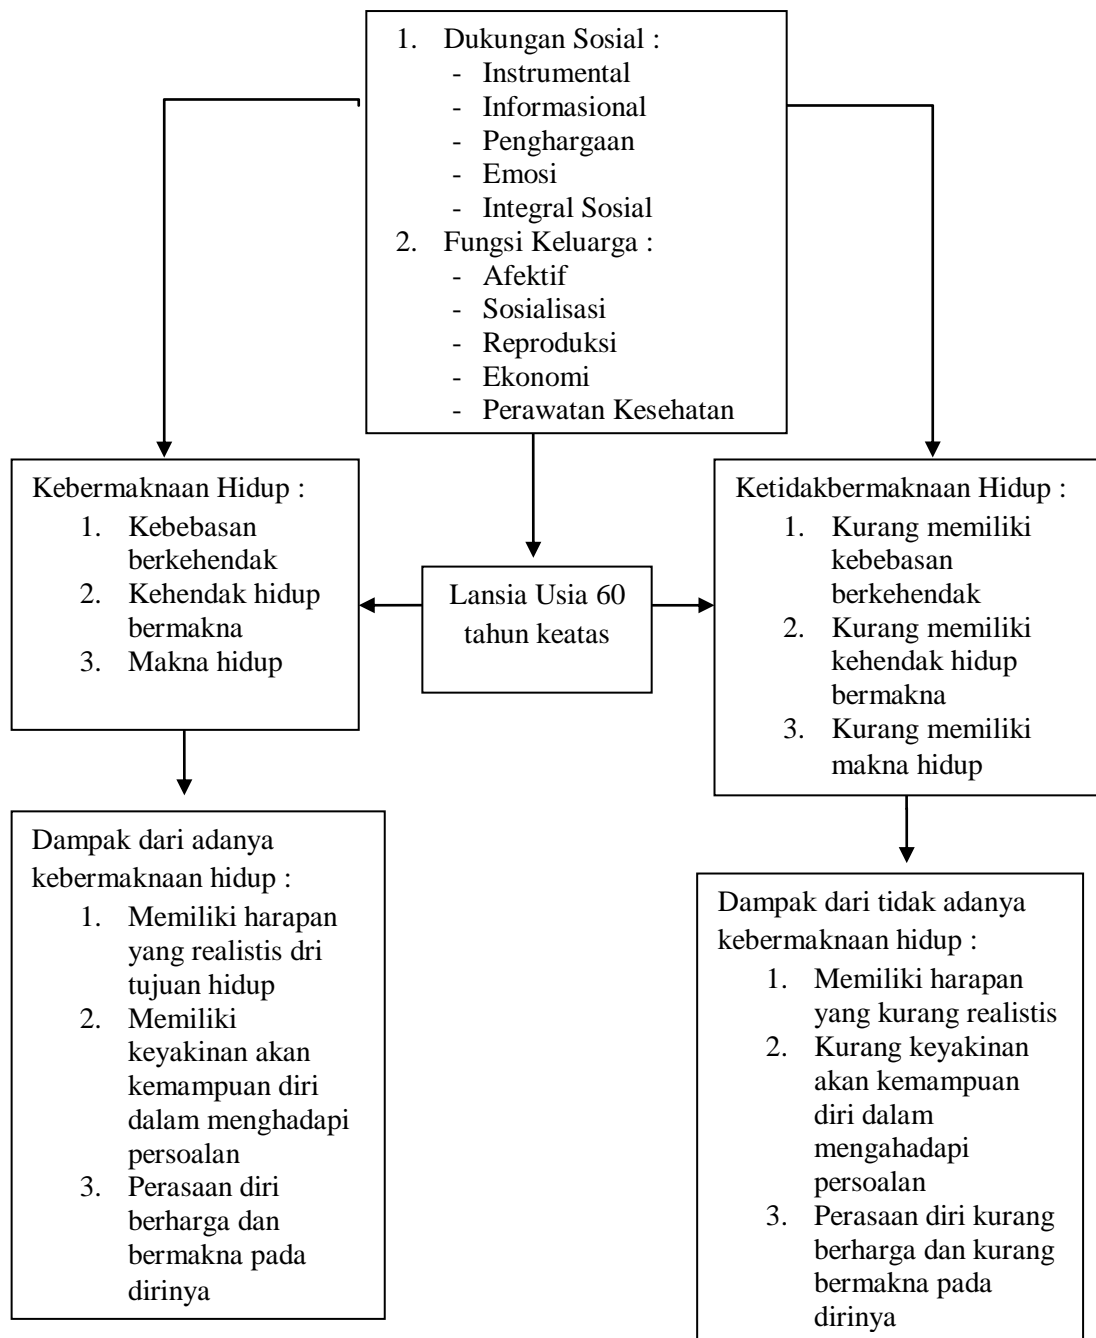 1. Dukungan Sosial :
- Instrumental
- Informasional
- Penghargaan
- Emosi
- Integral Sosial
2. Fungsi Keluarga :
- Afektif
- Sosialisasi
- Reproduksi
- Ekonomi
- Perawatan Kesehatan
Kebermaknaan Hidup :
1. Kebebasan
berkehendak
2. Kehendak hidup
bermakna
3. Makna hidup
Lansia Usia 60
tahun keatas
Ketidakbermaknaan Hidup :
1. Kurang memiliki
kebebasan
berkehendak
2. Kurang memiliki
kehendak hidup
bermakna
3. Kurang memiliki
makna hidup
Dampak dari adanya
kebermaknaan hidup :
1. Memiliki harapan
yang realistis dri
tujuan hidup
2. Memiliki
keyakinan akan
kemampuan diri
dalam menghadapi
persoalan
3. Perasaan diri
berharga dan
bermakna pada
dirinya
Dampak dari tidak adanya
kebermaknaan hidup :
1. Memiliki harapan
yang kurang realistis
2. Kurang keyakinan
akan kemampuan
diri dalam
mengahadapi
persoalan
3. Perasaan diri kurang
berharga dan kurang
bermakna pada
dirinya